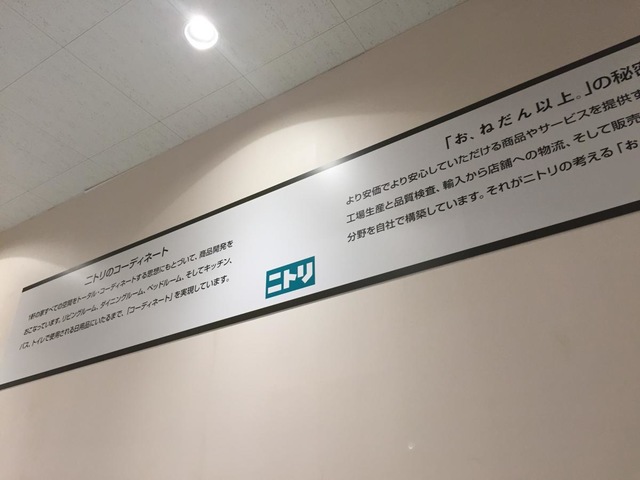 ニトリのコーディネート
1軒の家すべての空間をトータル・コーディネートする思想にもとづいて、商品開発を
おこなっています。リビングルーム、ダイニングルーム、ベッドルーム、そしてキッチン、
バス、トイレで使用される日用品にいたるまで、「コーディネート」を実現しています。
ニトリ
「お、ねだん以上。」の秘密
より安価でより安心していただける商品やサービスを提供す
工場生産と品質検査、輸入から店舗への物流、そして販売
分野を自社で構築しています。それがニトリの考える「お